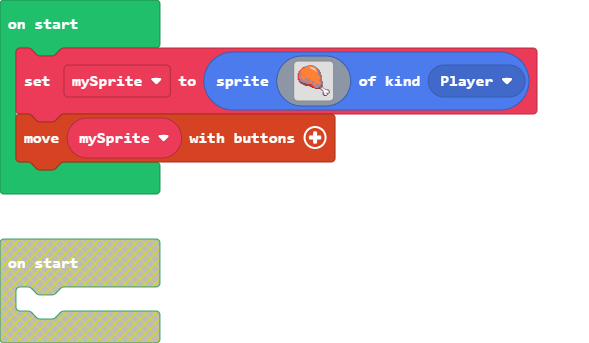 on start
set mySprite to sprite of kind Player
move mySprite with buttons
on start